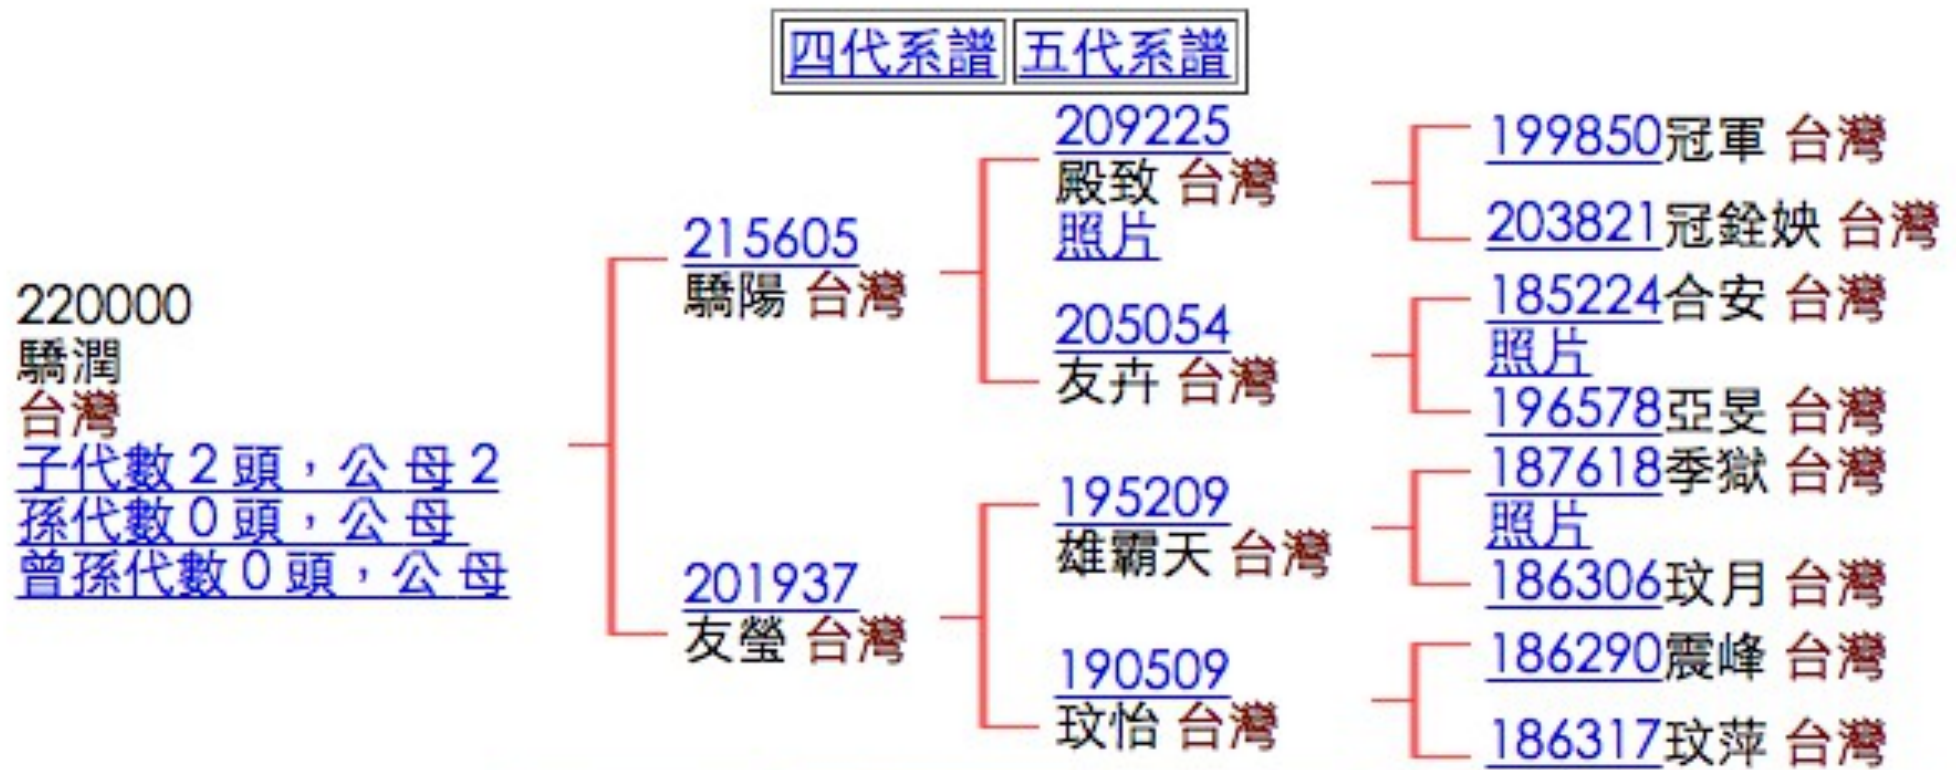 四代系譜 五代系譜
220000
驕潤
台灣
子代數 2 頭，公 母 2
孫代數 0 頭，公 母
曾孫代數 0 頭，公 母
215605
驕陽 台灣
201937
友瑩 台灣
209225
殿致 台灣
照片
205054
友卉 台灣
195209
雄霸天 台灣
190509
玟怡 台灣
199850冠軍 台灣
203821冠銓姎 台灣
185224合安 台灣
照片
196578亞旻 台灣
187618季獄 台灣
照片
186306玟月 台灣
186290震峰 台灣
186317玟萍 台灣